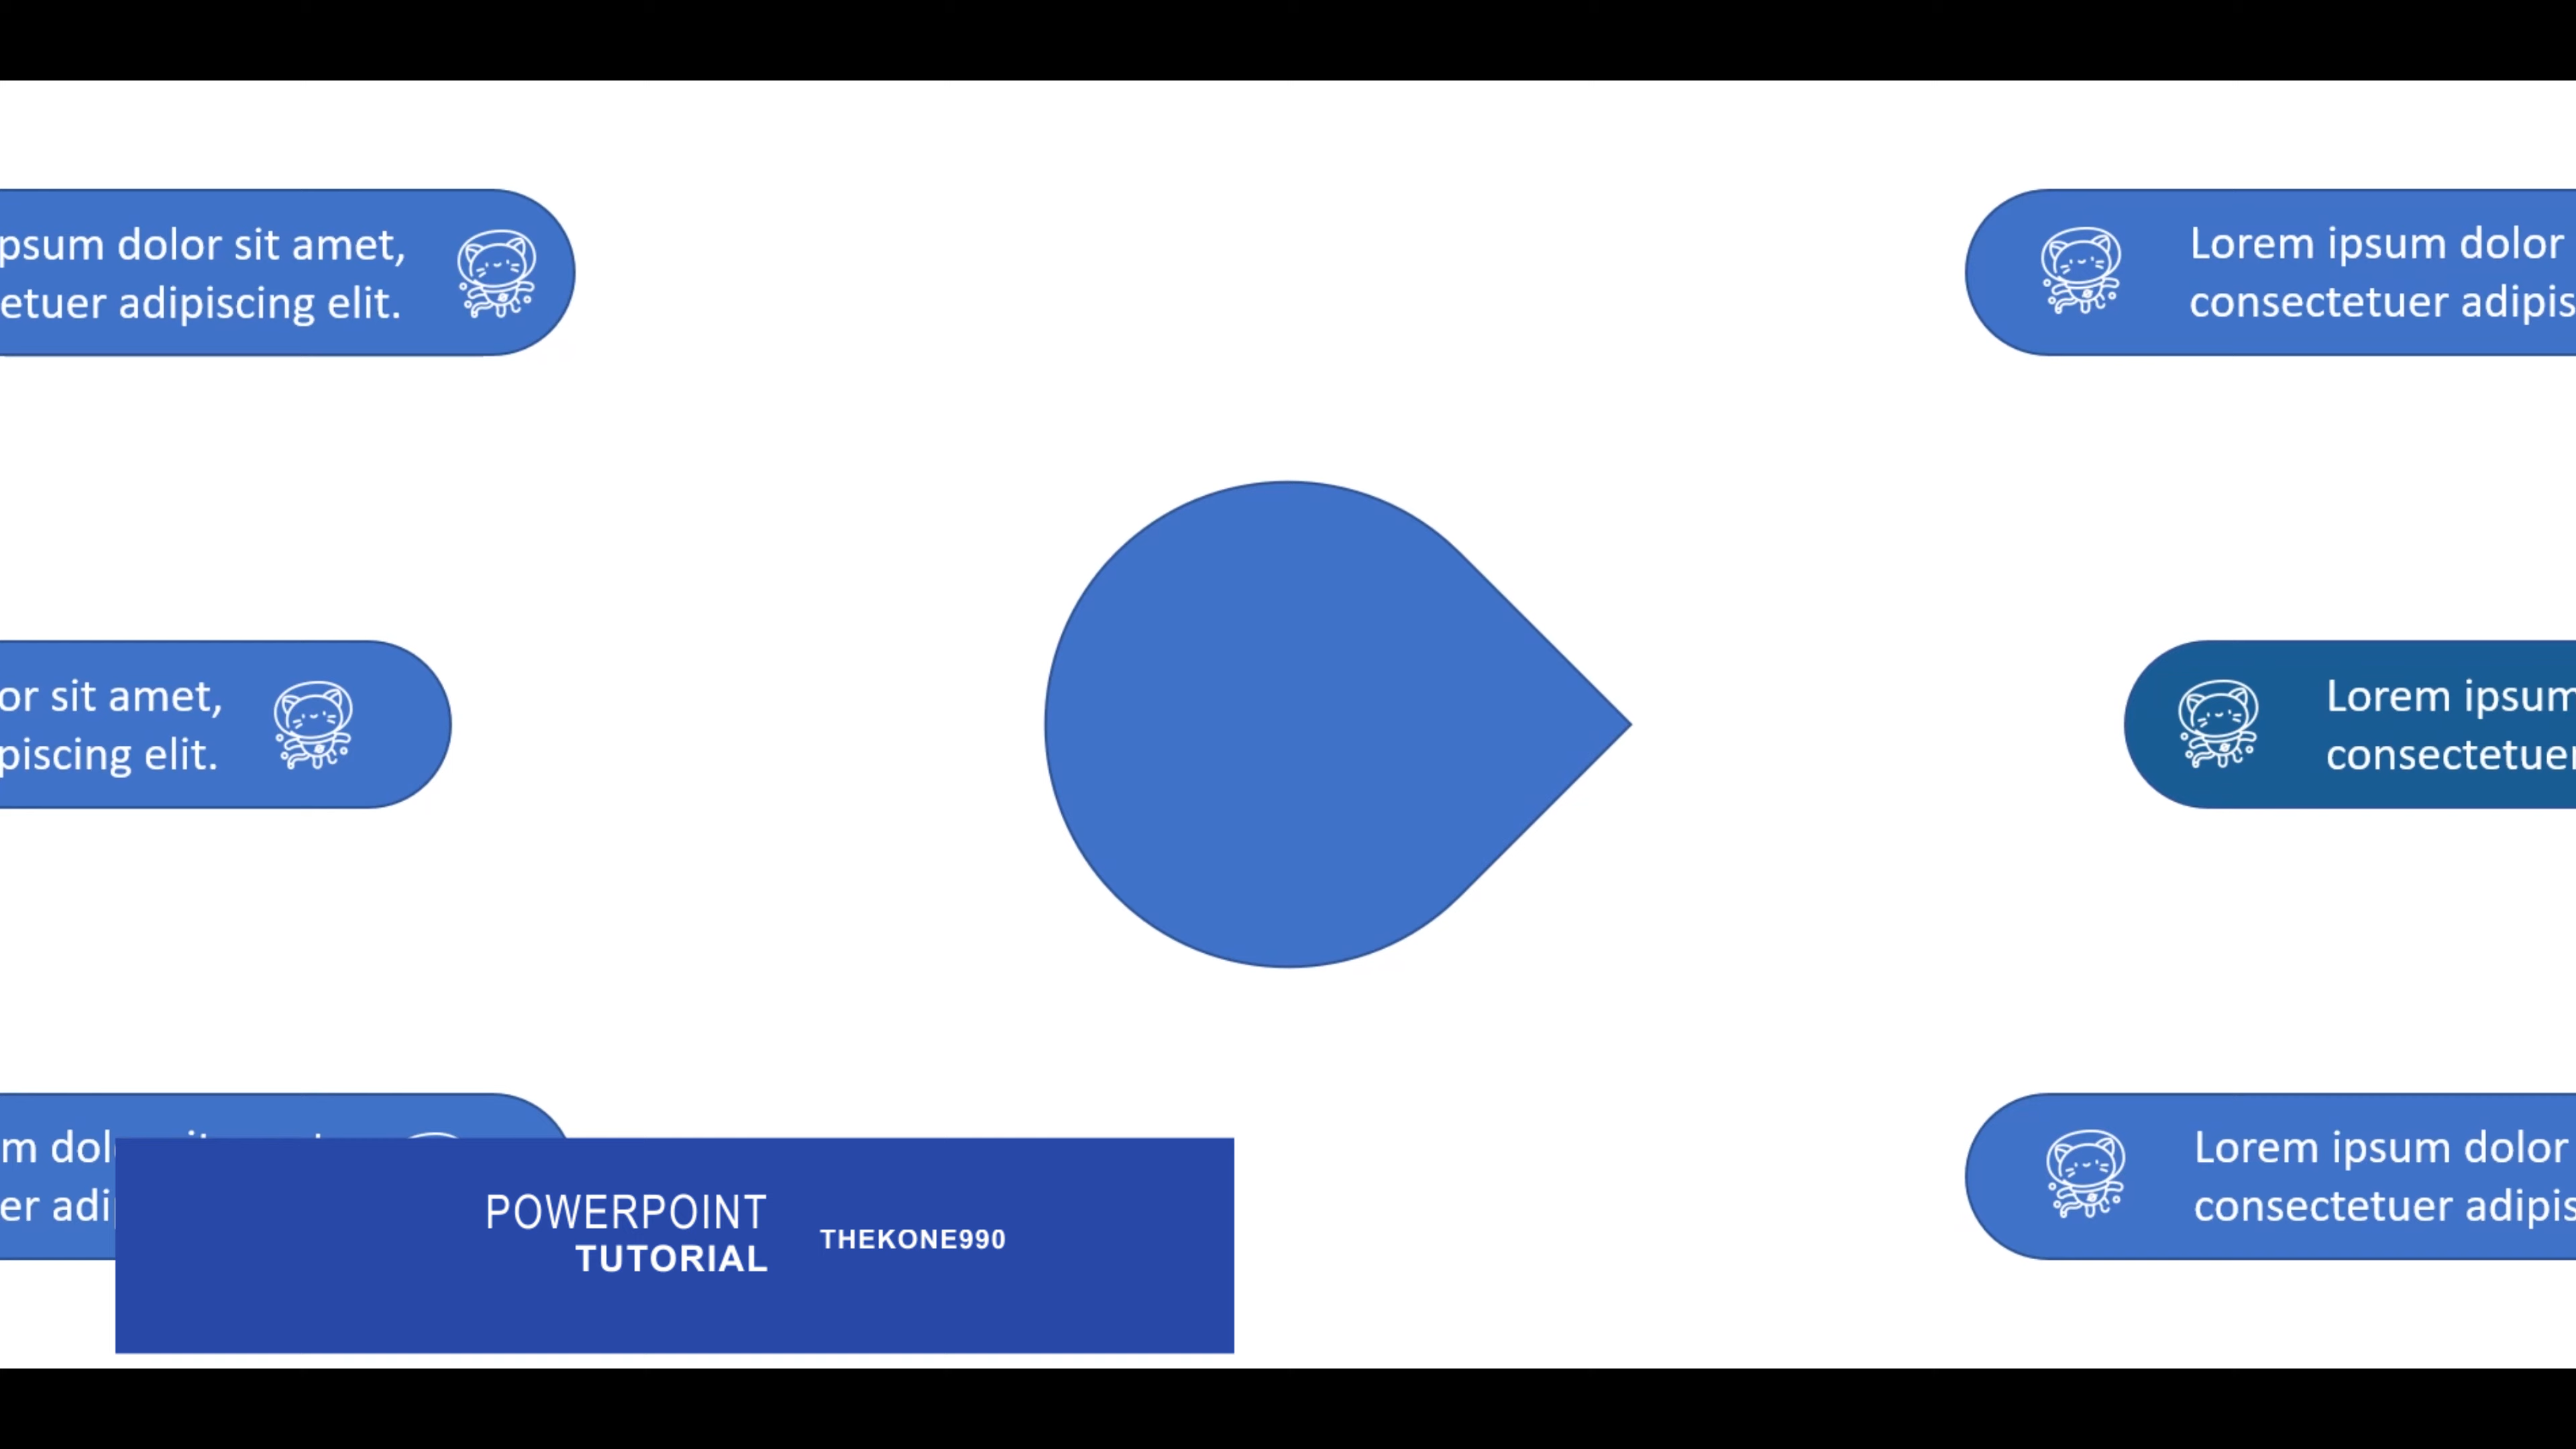 psum dolor sit amet,
etuer adipiscing elit.
Lorem ipsum dolor
consectetuer adipis
or sit amet,
piscing elit.
Lorem ipsum
consectetuer
m dol
er adi
Lorem ipsum dolor
consectetuer adipis
POWERPOINT
TUTORIAL
THEKONE990